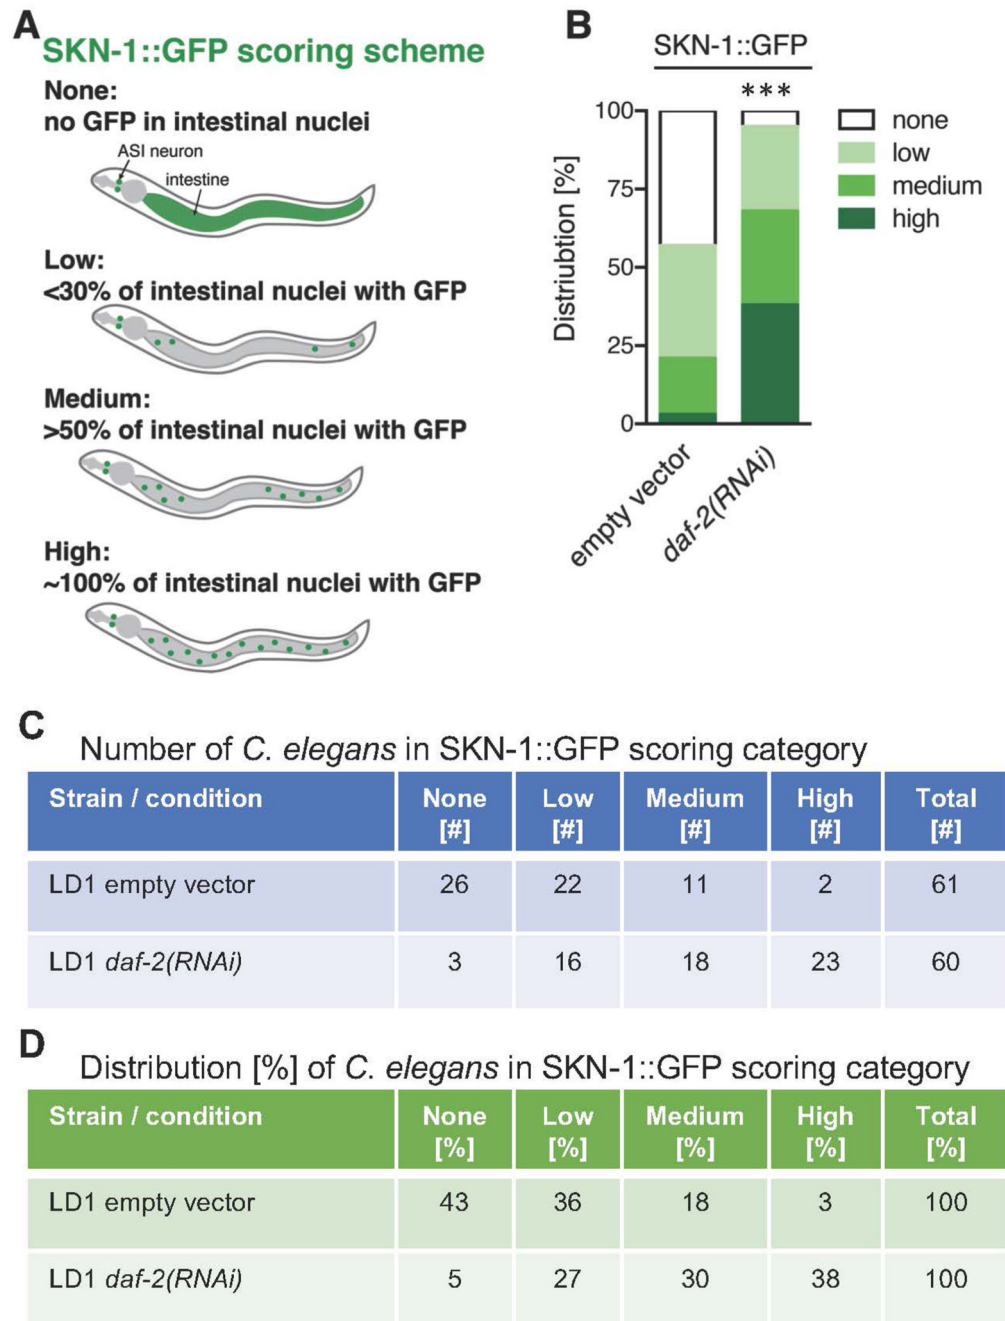 A
SKN-1::GFP scoring scheme
None:
no GFP in intestinal nuclei
ASI neuron
intestine
Low:
<30% of intestinal nuclei with GFP
Medium:
>50% of intestinal nuclei with GFP
High:
~100% of intestinal nuclei with GFP
B
SKN-1::GFP
***
Distriubtion [%]
100
75
50
25
0
empty vector
daf-2(RNAi)
none
low
medium
high
C
Number of C. elegans in SKN-1::GFP scoring category
Strain / condition None [#] Low [#] Medium [#] High [#] Total [#]
LD1 empty vector 26 22 11 2 61
LD1 daf-2(RNAi) 3 16 18 23 60
D
Distribution [%] of C. elegans in SKN-1::GFP scoring category
Strain / condition None [%] Low [%] Medium [%] High [%] Total [%]
LD1 empty vector 43 36 18 3 100
LD1 daf-2(RNAi) 5 27 30 38 100